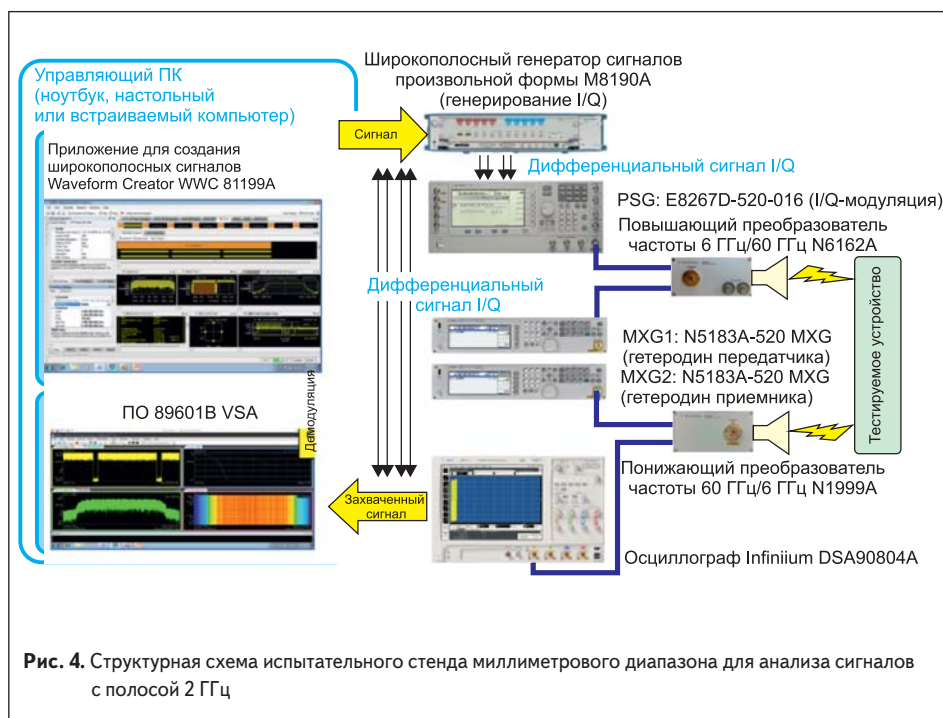 Широкополосный генератор сигналов
произвольной формы M8190A
(генерирование I/Q)
Управляющий ПК
(ноутбук, настольный
или встраиваемый компьютер)
Сигнал
Приложение для создания
широкополосных сигналов
Waveform Creator WWC 81199A
Дифференциальный сигнал I/Q
PSG: E8267D-520-016 (I/Q-модуляция)
Повышающий преобразователь
частоты 6 ГГц/60 ГГц N6162A
Дифференциальный
сигнал I/Q
MXG1: N5183A-520 MXG
(гетеродин передатчика)
MXG2: N5183A-520 MXG
(гетеродин приемника)
Тестируемое устройство
ПО 89601B VSA
Демодуляция
Понижающий преобразователь
частоты 60 ГГц/6 ГГц N1999A
Захваченный
сигнал
Осциллограф Infiniium DSA90804A
Рис. 4. Структурная схема испытательного стенда миллиметрового диапазона для анализа сигналов
с полосой 2 ГГц